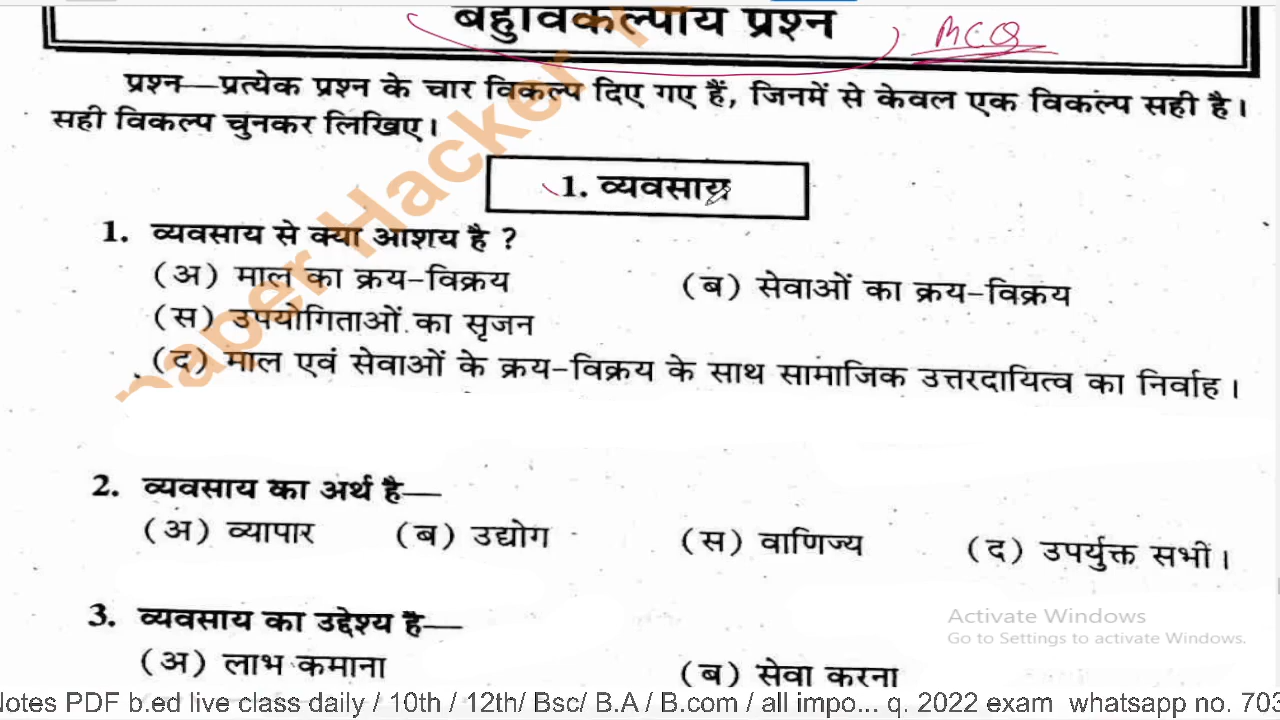 बहुविकल्पीय प्रश्न MCQ
प्रश्न—प्रत्येक प्रश्न के चार विकल्प दिए गए हैं, जिनमें से केवल एक विकल्प सही है।
सही विकल्प चुनकर लिखिए।
1. व्यवसाय
1. व्यवसाय से क्या आशय है ?
(अ) माल का क्रय-विक्रय (ब) सेवाओं का क्रय-विक्रय
(स) उपयोगिताओं का सृजन
(द) माल एवं सेवाओं के क्रय-विक्रय के साथ सामाजिक उत्तरदायित्व का निर्वाह।
2. व्यवसाय का अर्थ है—
(अ) व्यापार (ब) उद्योग (स) वाणिज्य (द) उपर्युक्त सभी।
3. व्यवसाय का उद्देश्य है—
(अ) लाभ कमाना (ब) सेवा करना
paper Hacker
Activate Windows
Go to Settings to activate Windows.
Notes PDF b.ed live class daily / 10th / 12th/ Bsc/ B.A / B.com / all impo... q. 2022 exam whatsapp no. 703